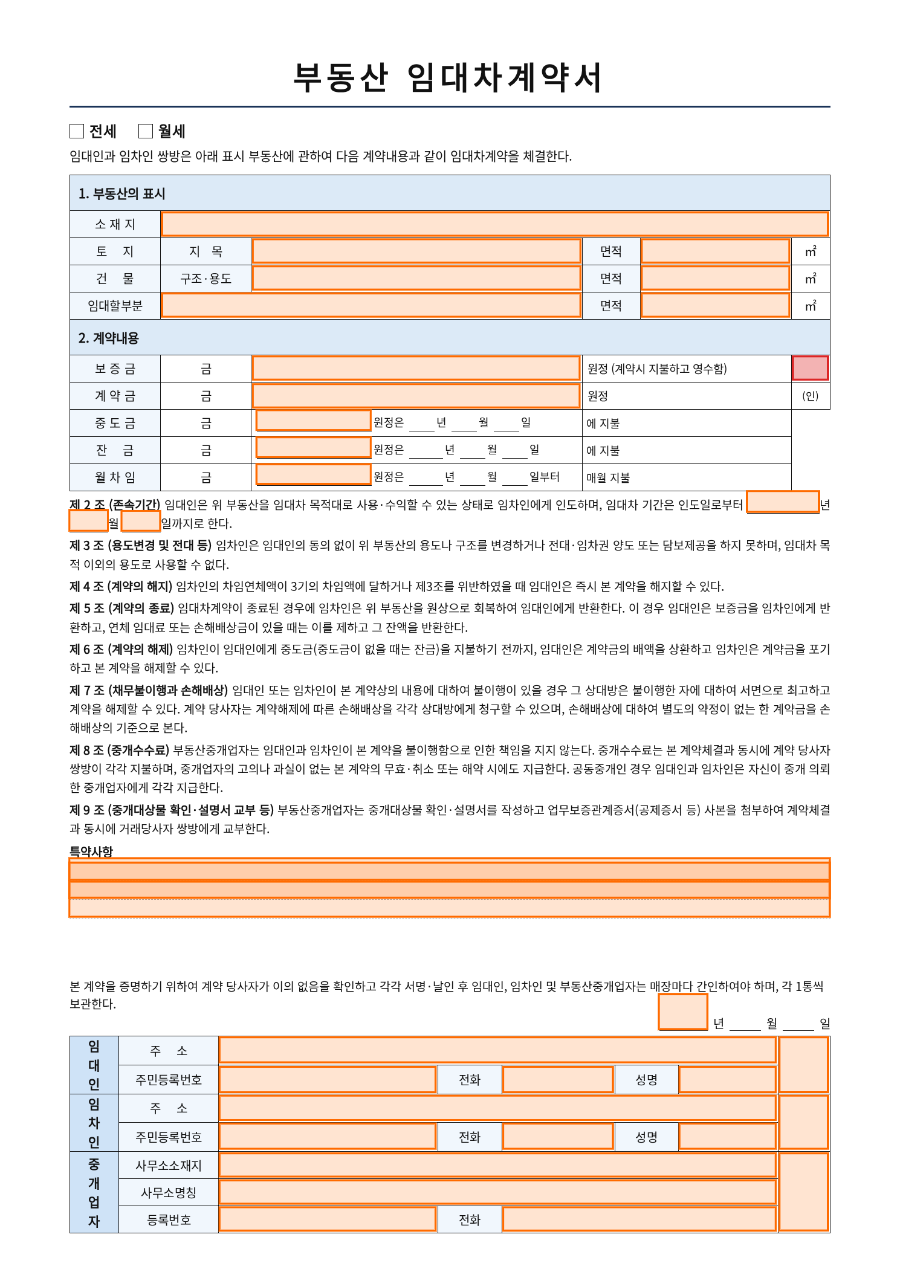 부동산 임대차계약서
전세 월세
임대인과 임차인 쌍방은 아래 표시 부동산에 관하여 다음 계약내용과 같이 임대차계약을 체결한다.
1. 부동산의 표시
소 재 지
토 지 지 목 면적 ㎡
건 물 구조·용도 면적 ㎡
임대할부분 면적 ㎡
2. 계약내용
보 증 금 금 원정 (계약시 지불하고 영수함)
계 약 금 금 원정 (인)
중 도 금 금 원정은 ____년 ____월 ____일 에 지불
잔 금 금 원정은 ____년 ____월 ____일 에 지불
월 차 임 금 원정은 ____년 ____월 ____일부터 매월 지불
제 2 조 (존속기간) 임대인은 위 부동산을 임대차 목적대로 사용·수익할 수 있는 상태로 임차인에게 인도하며, 임대차 기간은 인도일로부터 년
월 일까지로 한다.
제 3 조 (용도변경 및 전대 등) 임차인은 임대인의 동의 없이 위 부동산의 용도나 구조를 변경하거나 전대·임차권 양도 또는 담보제공을 하지 못하며, 임대차 목
적 이외의 용도로 사용할 수 없다.
제 4 조 (계약의 해지) 임차인의 차임연체액이 3기의 차임액에 달하거나 제3조를 위반하였을 때 임대인은 즉시 본 계약을 해지할 수 있다.
제 5 조 (계약의 종료) 임대차계약이 종료된 경우에 임차인은 위 부동산을 원상으로 회복하여 임대인에게 반환한다. 이 경우 임대인은 보증금을 임차인에게 반
환하고, 연체 임대료 또는 손해배상금이 있을 때는 이를 제하고 그 잔액을 반환한다.
제 6 조 (계약의 해제) 임차인이 임대인에게 중도금(중도금이 없을 때는 잔금)을 지불하기 전까지, 임대인은 계약금의 배액을 상환하고 임차인은 계약금을 포기
하고 본 계약을 해제할 수 있다.
제 7 조 (채무불이행과 손해배상) 임대인 또는 임차인이 본 계약상의 내용에 대하여 불이행이 있을 경우 그 상대방은 불이행한 자에 대하여 서면으로 최고하고
계약을 해제할 수 있다. 계약 당사자는 계약해제에 따른 손해배상을 각각 상대방에게 청구할 수 있으며, 손해배상에 대하여 별도의 약정이 없는 한 계약금을 손
해배상의 기준으로 본다.
제 8 조 (중개수수료) 부동산중개업자는 임대인과 임차인이 본 계약을 불이행함으로 인한 책임을 지지 않는다. 중개수수료는 본 계약체결과 동시에 계약 당사자
쌍방이 각각 지불하며, 중개업자의 고의나 과실이 없는 본 계약의 무효·취소 또는 해약 시에도 지급한다. 공동중개인 경우 임대인과 임차인은 자신이 중개 의뢰
한 중개업자에게 각각 지급한다.
제 9 조 (중개대상물 확인·설명서 교부 등) 부동산중개업자는 중개대상물 확인·설명서를 작성하고 업무보증관계증서(공제증서 등) 사본을 첨부하여 계약체결
과 동시에 거래당사자 쌍방에게 교부한다.
특약사항
본 계약을 증명하기 위하여 계약 당사자가 이의 없음을 확인하고 각각 서명·날인 후 임대인, 임차인 및 부동산중개업자는 매장마다 간인하여야 하며, 각 1통씩
보관한다.
년 _____ 월 _____ 일
임대인 주 소
주민등록번호 전화 성명
임차인 주 소
주민등록번호 전화 성명
중개업자 사무소소재지
사무소명칭
등록번호 전화